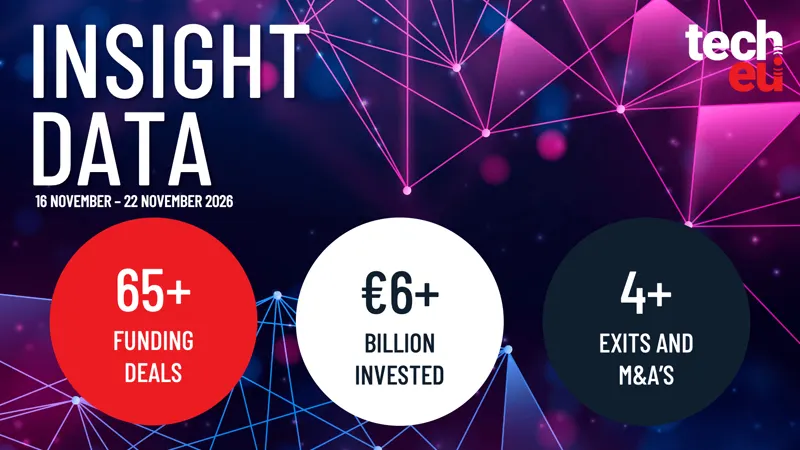 INSIGHT
DATA
16 NOVEMBER – 22 NOVEMBER 2026
tech
eu
65+
FUNDING
DEALS
€6+
BILLION
INVESTED
4+
EXITS AND
M&A'S